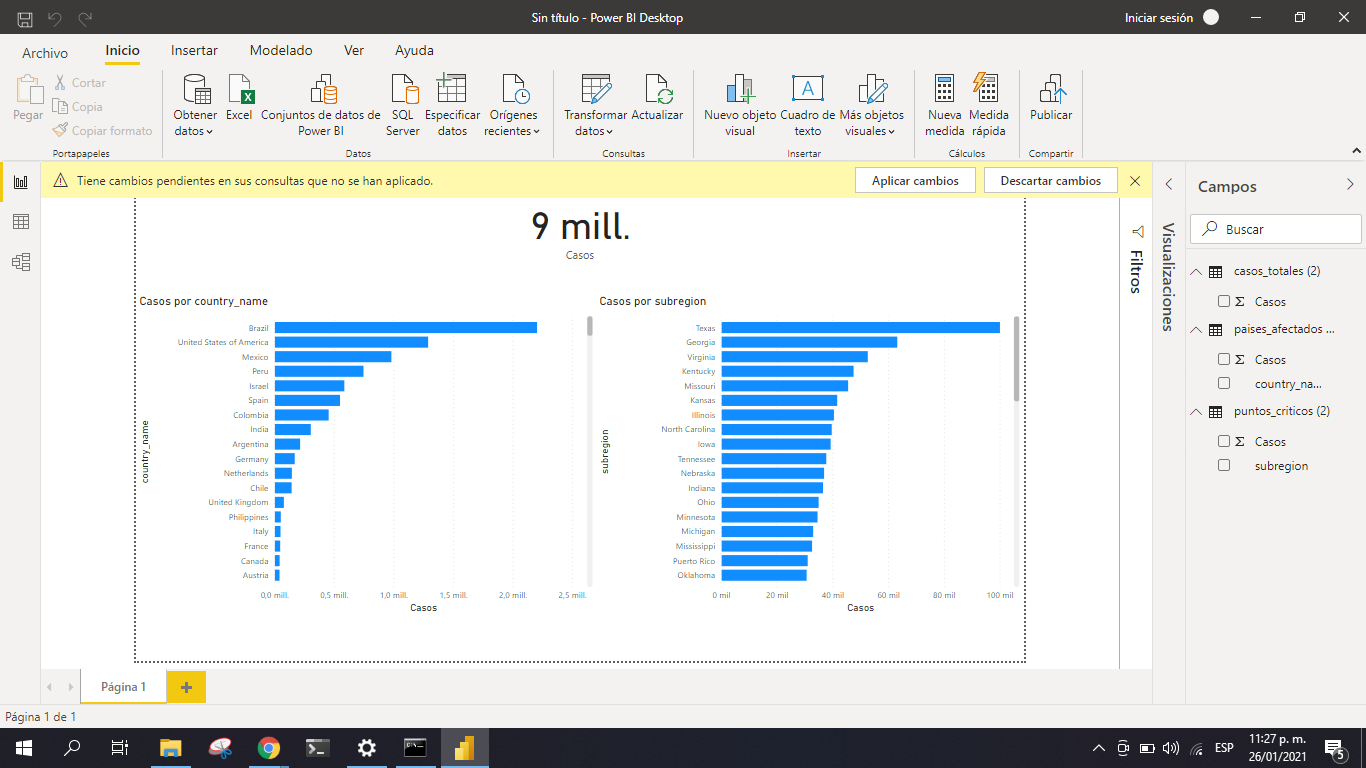 Sin título - Power BI Desktop
Iniciar sesión
Archivo
Inicio
Insertar
Modelado
Ver
Ayuda
Pegar
Cortar
Copia
Copiar formato
Portapapeles
Obtener
datos
Excel
Conjuntos de datos de
Power BI
SQL
Server
Especificar
datos
Orígenes
recientes
Datos
Transformar
datos
Actualizar
Consultas
Nuevo objeto
visual
Cuadro de
texto
Más objetos
visuales
Insertar
Nueva
medida
Medida
rápida
Cálculos
Publicar
Compartir
Tiene cambios pendientes en sus consultas que no se han aplicado.
Aplicar cambios
Descartar cambios
9 mill.
Casos
Casos por country_name
country_name
Brazil
United States of America
Mexico
Peru
Israel
Spain
Colombia
India
Argentina
Germany
Netherlands
Chile
United Kingdom
Philippines
Italy
France
Canada
Austria
0,0 mill. 0,5 mill. 1,0 mill. 1,5 mill. 2,0 mill. 2,5 mill.
Casos
Casos por subregion
subregion
Texas
Georgia
Virginia
Kentucky
Missouri
Kansas
Illinois
North Carolina
Iowa
Tennessee
Nebraska
Indiana
Ohio
Minnesota
Michigan
Mississippi
Puerto Rico
Oklahoma
0 mil 20 mil 40 mil 60 mil 80 mil 100 mil
Casos
Filtros
Visualizaciones
Campos
Buscar
casos_totales (2)
Σ Casos
paises_afectados ...
Σ Casos
country_na...
puntos_criticos (2)
Σ Casos
subregion
Página 1
Página 1 de 1
ESP
11:27 p. m.
26/01/2021
5